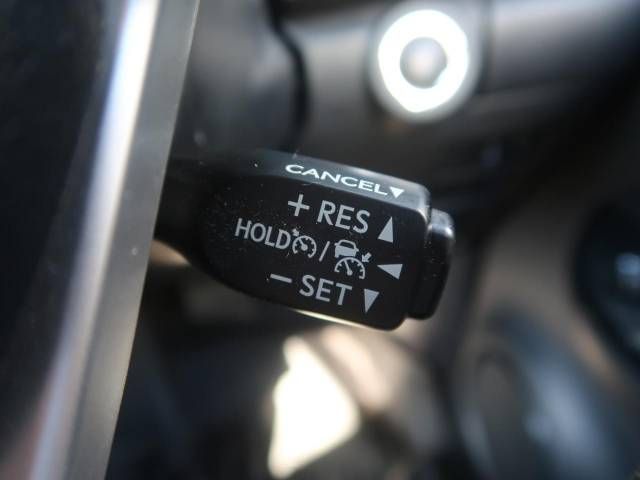 CANCEL▼
+ RES ▲
HOLD / ◀
− SET ▼